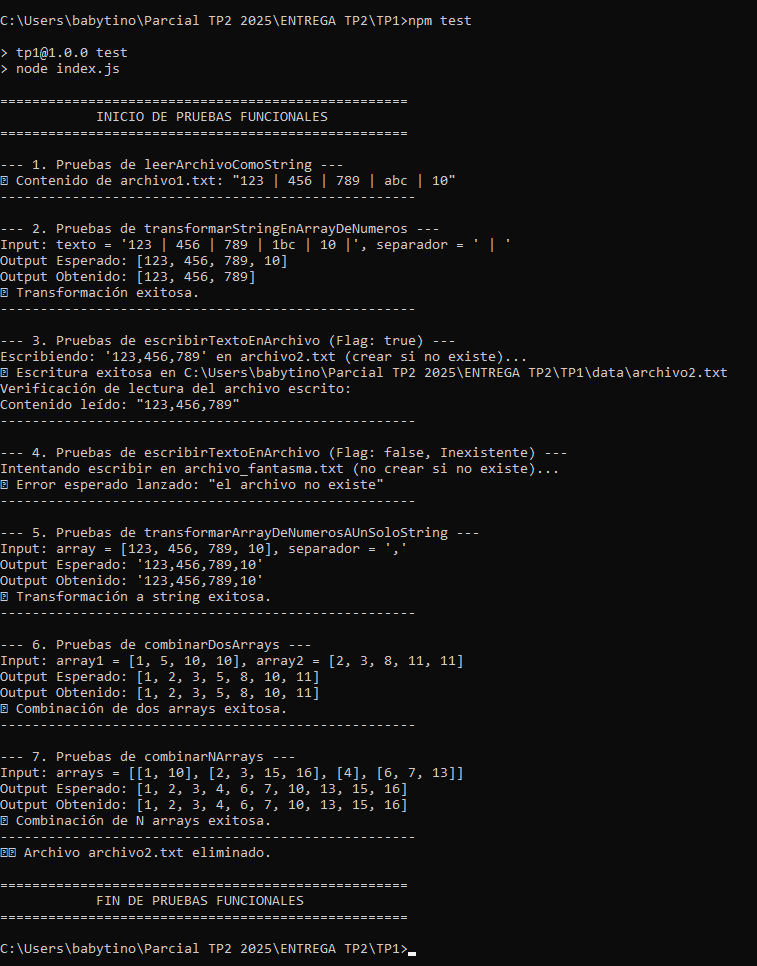 C:\Users\babytino\Parcial TP2 2025\ENTREGA TP2\TP1>npm test
> tp1@1.0.0 test
> node index.js
===================================================
INICIO DE PRUEBAS FUNCIONALES
===================================================
--- 1. Pruebas de leerArchivoComoString ---
Contenido de archivo1.txt: "123 | 456 | 789 | abc | 10"
----------------------------------------------------
--- 2. Pruebas de transformarStringEnArrayDeNumeros ---
Input: texto = '123 | 456 | 789 | 1bc | 10 |', separador = ' | '
Output Esperado: [123, 456, 789, 10]
Output Obtenido: [123, 456, 789]
Transformación exitosa.
----------------------------------------------------
--- 3. Pruebas de escribirTextoEnArchivo (Flag: true) ---
Escribiendo: '123,456,789' en archivo2.txt (crear si no existe)...
Escritura exitosa en C:\Users\babytino\Parcial TP2 2025\ENTREGA TP2\TP1\data\archivo2.txt
Verificación de lectura del archivo escrito:
Contenido leído: "123,456,789"
----------------------------------------------------
--- 4. Pruebas de escribirTextoEnArchivo (Flag: false, Inexistente) ---
Intentando escribir en archivo_fantasma.txt (no crear si no existe)...
Error esperado lanzado: "el archivo no existe"
----------------------------------------------------
--- 5. Pruebas de transformarArrayDeNumerosAUnSoloString ---
Input: array = [123, 456, 789, 10], separador = ','
Output Esperado: '123,456,789,10'
Output Obtenido: '123,456,789,10'
Transformación a string exitosa.
----------------------------------------------------
--- 6. Pruebas de combinarDosArrays ---
Input: array1 = [1, 5, 10, 10], array2 = [2, 3, 8, 11, 11]
Output Esperado: [1, 2, 3, 5, 8, 10, 11]
Output Obtenido: [1, 2, 3, 5, 8, 10, 11]
Combinación de dos arrays exitosa.
----------------------------------------------------
--- 7. Pruebas de combinarNArrays ---
Input: arrays = [[1, 10], [2, 3, 15, 16], [4], [6, 7, 13]]
Output Esperado: [1, 2, 3, 4, 6, 7, 10, 13, 15, 16]
Output Obtenido: [1, 2, 3, 4, 6, 7, 10, 13, 15, 16]
Combinación de N arrays exitosa.
----------------------------------------------------
Archivo archivo2.txt eliminado.
===================================================
FIN DE PRUEBAS FUNCIONALES
===================================================
C:\Users\babytino\Parcial TP2 2025\ENTREGA TP2\TP1>